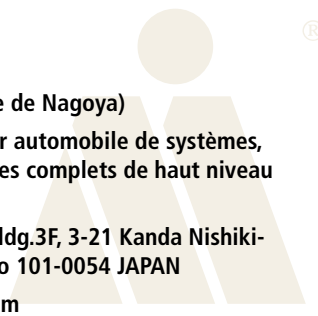 ®
e de Nagoya)
r automobile de systèmes,
es complets de haut niveau
ldg.3F, 3-21 Kanda Nishiki-
o 101-0054 JAPAN
m